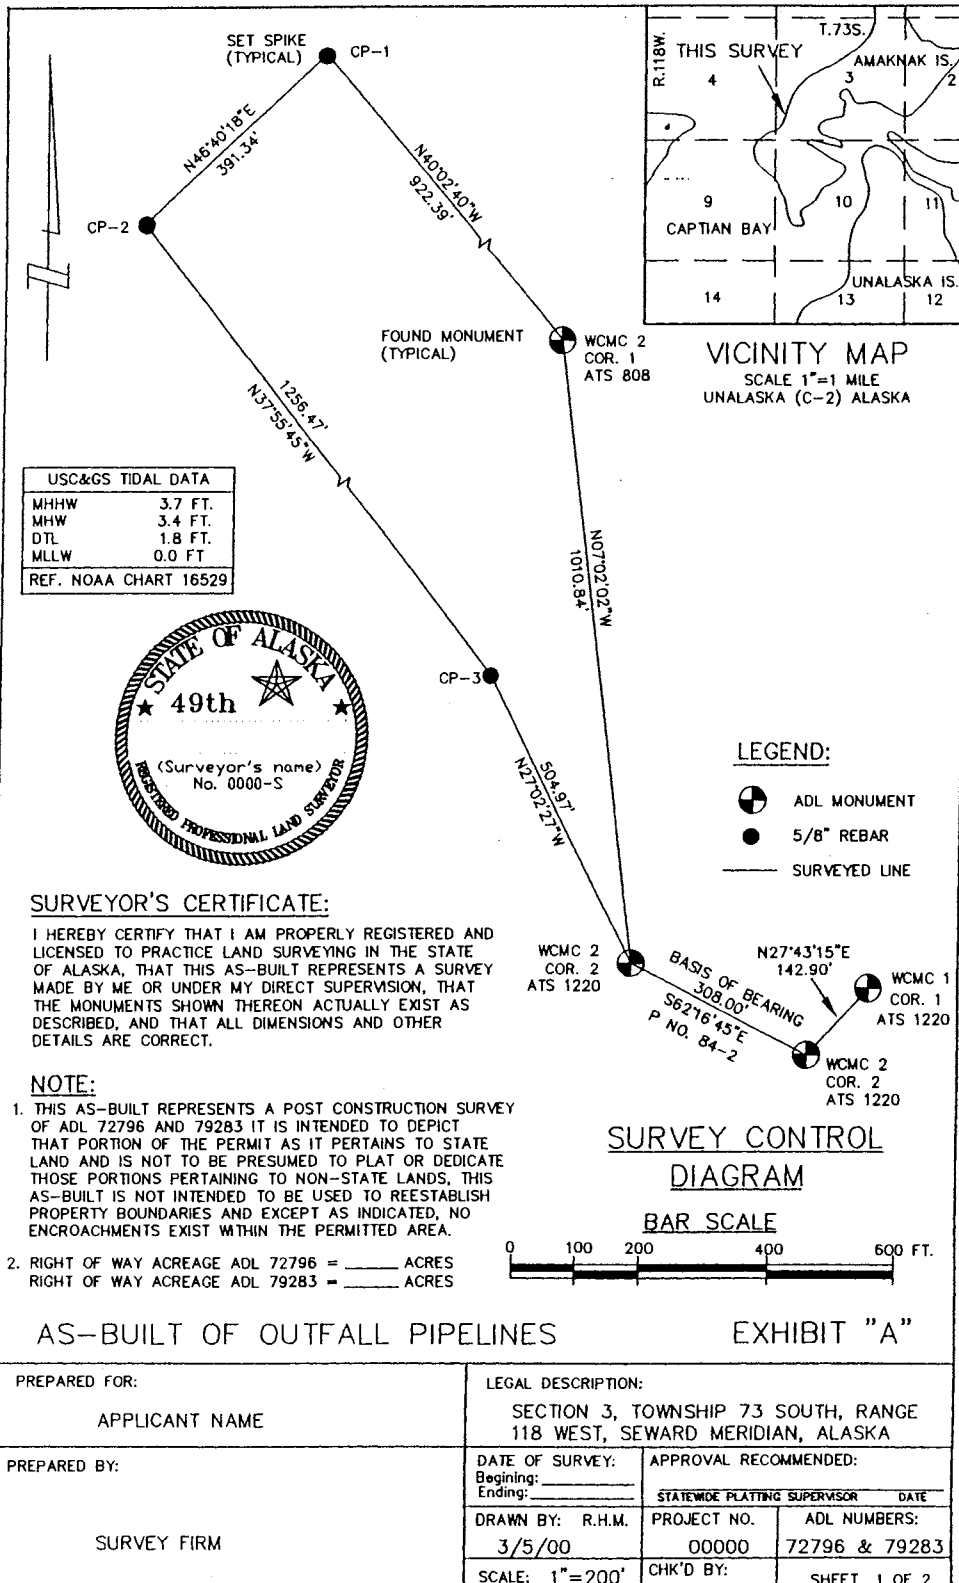 SET SPIKE
(TYPICAL)
CP-1
N46°40'18"E
391.34'
N40°02'40"W
922.39'
CP-2
T.73S.
R.118W.
THIS SURVEY
AMAKNAK IS.
4
3
2
9
10
11
CAPTIAN BAY
UNALASKA IS.
14
13
12
VICINITY MAP
SCALE 1"=1 MILE
UNALASKA (C-2) ALASKA
FOUND MONUMENT
(TYPICAL)
WCMC 2
COR. 1
ATS 808
1256.47'
N37°55'45"W
USC&GS TIDAL DATA
MHHW 3.7 FT.
MHW 3.4 FT.
DTL 1.8 FT.
MLLW 0.0 FT
REF. NOAA CHART 16529
N07°02'02"W
1010.84'
STATE OF ALASKA
49th
(Surveyor's name)
No. 0000-S
REGISTERED PROFESSIONAL LAND SURVEYOR
CP-3
504.97'
N27°02'27"W
LEGEND:
ADL MONUMENT
5/8" REBAR
SURVEYED LINE
SURVEYOR'S CERTIFICATE:
I HEREBY CERTIFY THAT I AM PROPERLY REGISTERED AND
LICENSED TO PRACTICE LAND SURVEYING IN THE STATE
OF ALASKA, THAT THIS AS-BUILT REPRESENTS A SURVEY
MADE BY ME OR UNDER MY DIRECT SUPERVISION, THAT
THE MONUMENTS SHOWN THEREON ACTUALLY EXIST AS
DESCRIBED, AND THAT ALL DIMENSIONS AND OTHER
DETAILS ARE CORRECT.
WCMC 2
COR. 2
ATS 1220
BASIS OF BEARING
308.00'
S62°16'45"E
P NO. 84-2
N27°43'15"E
142.90'
WCMC 1
COR. 1
ATS 1220
WCMC 2
COR. 2
ATS 1220
NOTE:
1. THIS AS-BUILT REPRESENTS A POST CONSTRUCTION SURVEY
OF ADL 72796 AND 79283 IT IS INTENDED TO DEPICT
THAT PORTION OF THE PERMIT AS IT PERTAINS TO STATE
LAND AND IS NOT TO BE PRESUMED TO PLAT OR DEDICATE
THOSE PORTIONS PERTAINING TO NON-STATE LANDS, THIS
AS-BUILT IS NOT INTENDED TO BE USED TO REESTABLISH
PROPERTY BOUNDARIES AND EXCEPT AS INDICATED, NO
ENCROACHMENTS EXIST WITHIN THE PERMITTED AREA.
2. RIGHT OF WAY ACREAGE ADL 72796 = ______ ACRES
RIGHT OF WAY ACREAGE ADL 79283 = ______ ACRES
SURVEY CONTROL
DIAGRAM
BAR SCALE
0 100 200 400 600 FT.
AS-BUILT OF OUTFALL PIPELINES
EXHIBIT "A"
PREPARED FOR:
APPLICANT NAME
LEGAL DESCRIPTION:
SECTION 3, TOWNSHIP 73 SOUTH, RANGE
118 WEST, SEWARD MERIDIAN, ALASKA
PREPARED BY:
SURVEY FIRM
DATE OF SURVEY:
Begining: ________
Ending: ________
APPROVAL RECOMMENDED:
STATEWIDE PLATTING SUPERVISOR DATE
DRAWN BY: R.H.M.
3/5/00
PROJECT NO.
00000
ADL NUMBERS:
72796 & 79283
SCALE: 1"=200'
CHK'D BY:
SHEET 1 OF 2